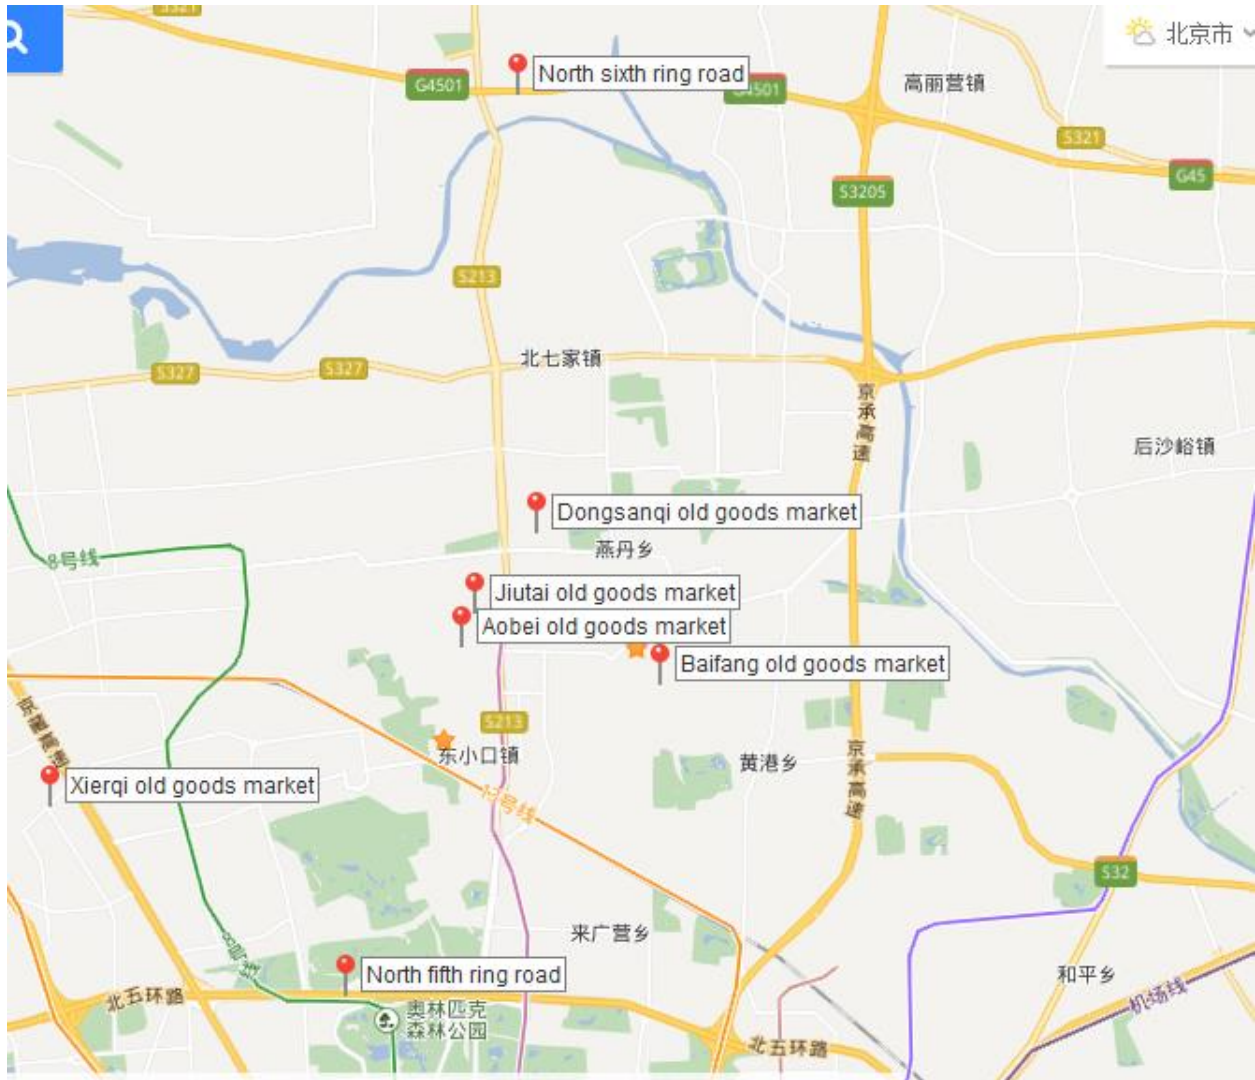 S321
北京市
North sixth ring road
G4501
G4501
高丽营镇
S321
G45
S3205
S213
北七家镇
S327
S327
京承高速
后沙峪镇
Dongsanqi old goods market
燕丹乡
8号线
Jiutai old goods market
Aobei old goods market
Baifang old goods market
京藏高速
S213
东小口镇
黄港乡
京承高速
Xierqi old goods market
13号线
S32
来广营乡
8号线
North fifth ring road
和平乡
北五环路
奥林匹克
森林公园
机场线
北五环路